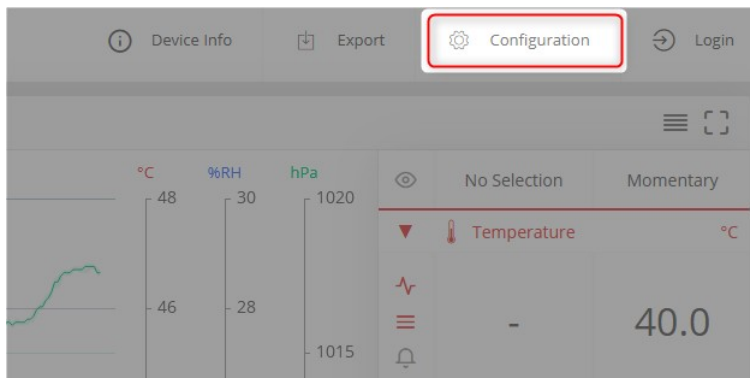 Device Info Export Configuration Login
°C %RH hPa
48 30 1020
46 28
1015
No Selection Momentary
Temperature °C
- 40.0